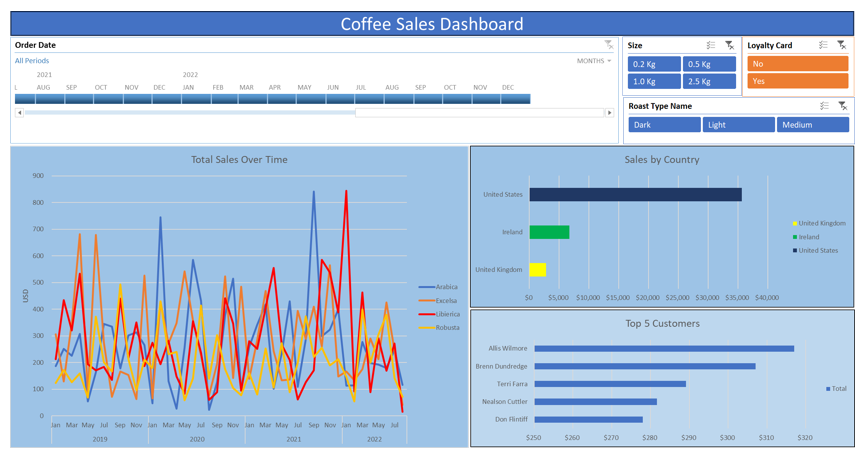 Coffee Sales Dashboard
Order Date
All Periods
MONTHS
2021 2022
L AUG SEP OCT NOV DEC JAN FEB MAR APR MAY JUN JUL AUG SEP OCT NOV DEC
Size
0.2 Kg 0.5 Kg
1.0 Kg 2.5 Kg
Loyalty Card
No
Yes
Roast Type Name
Dark Light Medium
Total Sales Over Time
900
800
700
600
500
400
300
200
100
0
USD
Jan Mar May Jul Sep Nov Jan Mar May Jul Sep Nov Jan Mar May Jul Sep Nov Jan Mar May Jul
2019 2020 2021 2022
Arabica
Excelsa
Libierica
Robusta
Sales by Country
United States
Ireland
United Kingdom
$0 $5,000 $10,000 $15,000 $20,000 $25,000 $30,000 $35,000 $40,000
United Kingdom
Ireland
United States
Top 5 Customers
Allis Wilmore
Brenn Dundredge
Terri Farra
Nealson Cuttler
Don Flintiff
$250 $260 $270 $280 $290 $300 $310 $320
Total